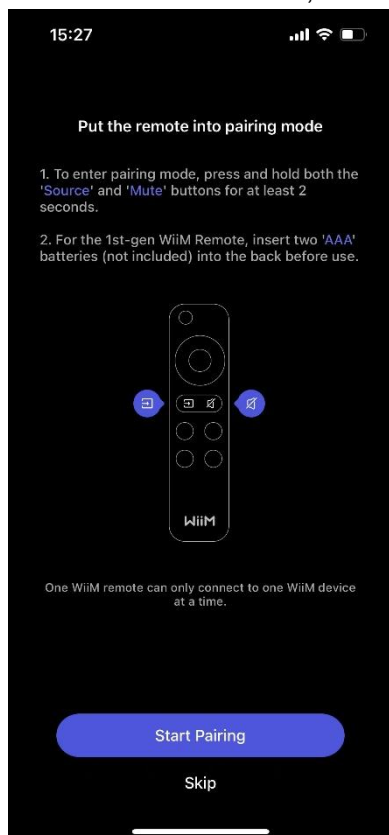 15:27
Put the remote into pairing mode
1. To enter pairing mode, press and hold both the
'Source' and 'Mute' buttons for at least 2
seconds.
2. For the 1st-gen WiiM Remote, insert two 'AAA'
batteries (not included) into the back before use.
WiiM
One WiiM remote can only connect to one WiiM device
at a time.
Start Pairing
Skip